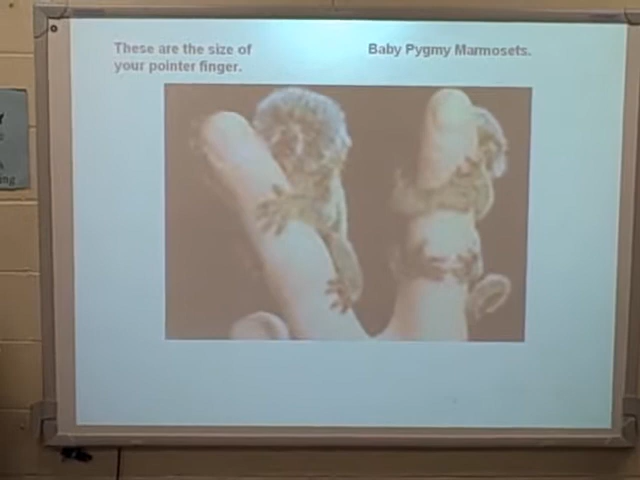 These are the size of
your pointer finger.
Baby Pygmy Marmosets.